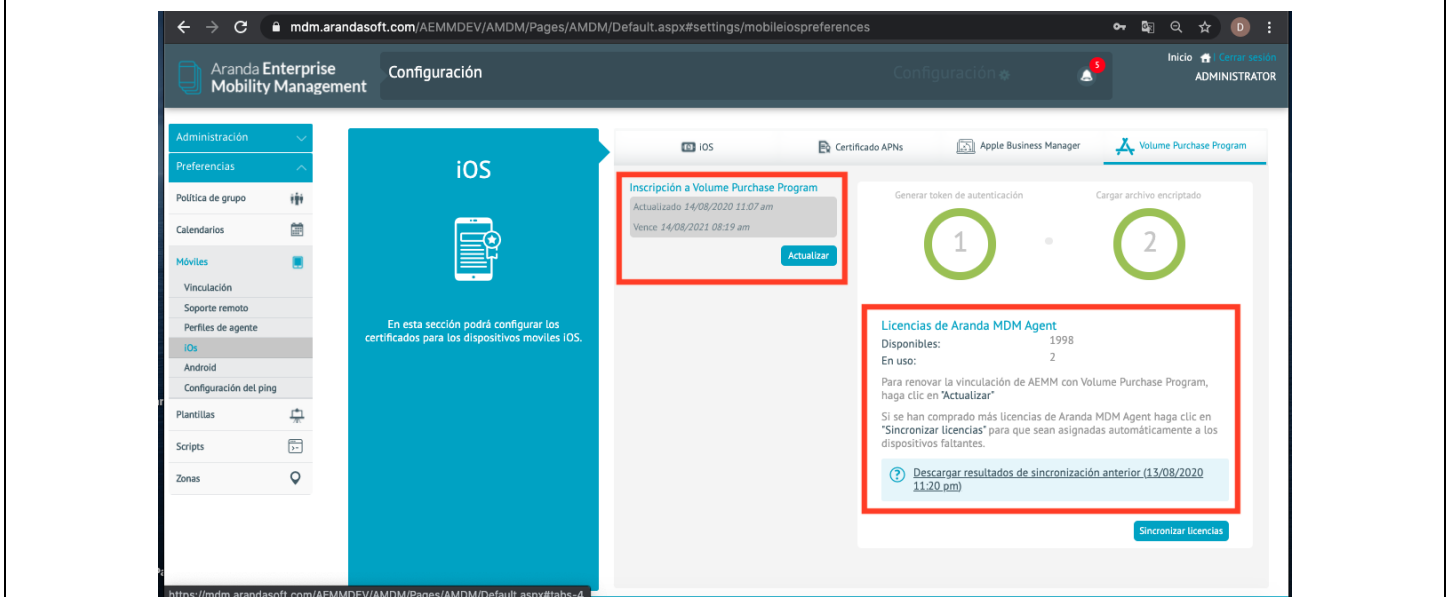 mdm.arandasoft.com/AEMMDEV/AMDM/Pages/AMDM/Default.aspx#settings/mobileiospreferences
D
Aranda Enterprise
Mobility Management
Configuración
Configuración
5
Inicio | Cerrar sesión
ADMINISTRATOR
Administración
Preferencias
Política de grupo
Calendarios
Móviles
Vinculación
Soporte remoto
Perfiles de agente
iOs
Android
Configuración del ping
Plantillas
Scripts
Zonas
iOS
En esta sección podrá configurar los
certificados para los dispositivos moviles iOS.
iOS
Certificado APNs
Apple Business Manager
Volume Purchase Program
Inscripción a Volume Purchase Program
Actualizado 14/08/2020 11:07 am
Vence 14/08/2021 08:19 am
Actualizar
Generar token de autenticación
Cargar archivo encriptado
1
2
Licencias de Aranda MDM Agent
Disponibles: 1998
En uso: 2
Para renovar la vinculación de AEMM con Volume Purchase Program,
haga clic en "Actualizar"
Si se han comprado más licencias de Aranda MDM Agent haga clic en
"Sincronizar licencias" para que sean asignadas automáticamente a los
dispositivos faltantes.
Descargar resultados de sincronización anterior (13/08/2020
11:20 pm)
Sincronizar licencias
https://mdm.arandasoft.com/AEMMDEV/AMDM/Pages/AMDM/Default.aspx#tabs-4